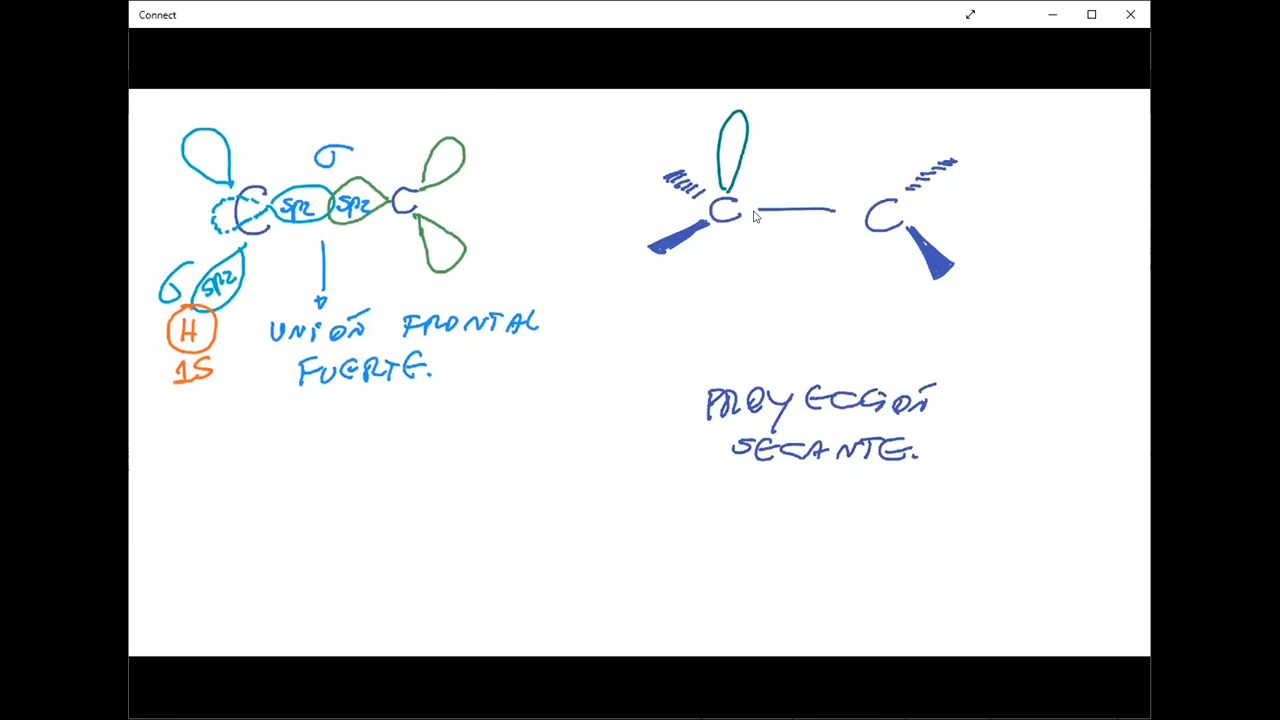 Connect
σ
C SP2 SP2 C
σ SP2
H
1S
UNIÓN FRONTAL
FUERTE.
C C
PROYECCIÓN
SECANTE.